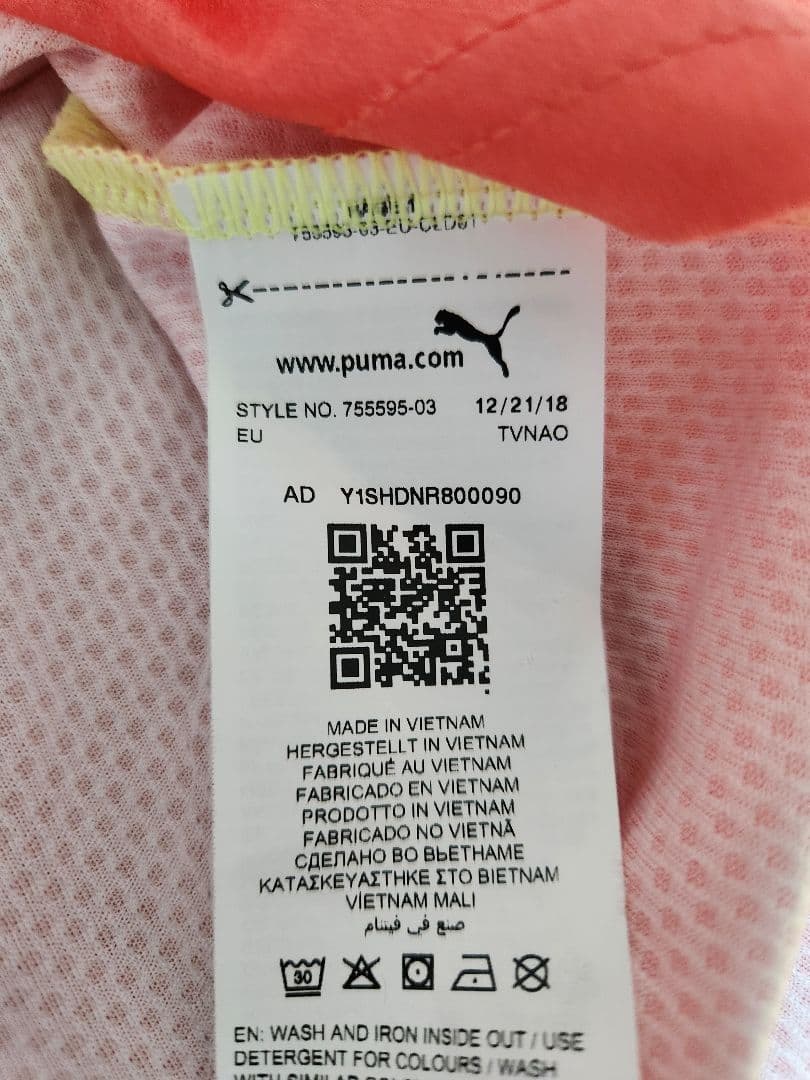 www.puma.com
STYLE NO. 755595-03 12/21/18
EU TVNAO
AD Y1SHDNR800090
MADE IN VIETNAM
HERGESTELLT IN VIETNAM
FABRIQUÉ AU VIETNAM
FABRICADO EN VIETNAM
PRODOTTO IN VIETNAM
FABRICADO NO VIETNÃ
СДЕЛАНО ВО ВЬЕТНАМЕ
ΚΑΤΑΣΚΕΥΑΣΤΗΚΕ ΣΤΟ ΒΙΕΤΝΑΜ
VİETNAM MALI
صنع في فيتنام
30
EN: WASH AND IRON INSIDE OUT / USE
DETERGENT FOR COLOURS / WASH
WITH SIMILAR